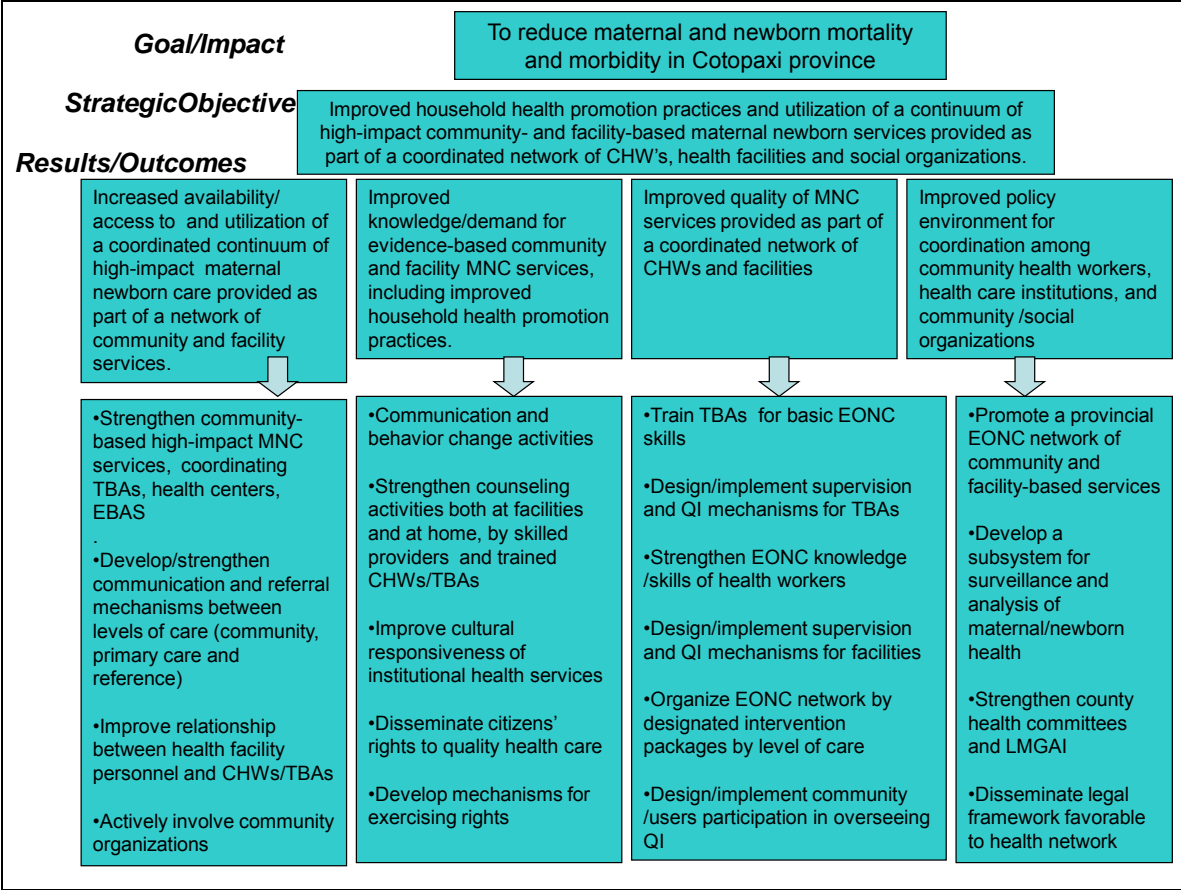 Goal/Impact
To reduce maternal and newborn mortality
and morbidity in Cotopaxi province
StrategicObjective
Improved household health promotion practices and utilization of a continuum of
high-impact community- and facility-based maternal newborn services provided as
part of a coordinated network of CHW's, health facilities and social organizations.
Results/Outcomes
Increased availability/
access to and utilization of
a coordinated continuum of
high-impact maternal
newborn care provided as
part of a network of
community and facility
services.
Improved
knowledge/demand for
evidence-based community
and facility MNC services,
including improved
household health promotion
practices.
Improved quality of MNC
services provided as part of
a coordinated network of
CHWs and facilities
Improved policy
environment for
coordination among
community health workers,
health care institutions, and
community /social
organizations
•Strengthen community-
based high-impact MNC
services, coordinating
TBAs, health centers,
EBAS
.
•Develop/strengthen
communication and referral
mechanisms between
levels of care (community,
primary care and
reference)
•Improve relationship
between health facility
personnel and CHWs/TBAs
•Actively involve community
organizations
•Communication and
behavior change activities
•Strengthen counseling
activities both at facilities
and at home, by skilled
providers and trained
CHWs/TBAs
•Improve cultural
responsiveness of
institutional health services
•Disseminate citizens'
rights to quality health care
•Develop mechanisms for
exercising rights
•Train TBAs for basic EONC
skills
•Design/implement supervision
and QI mechanisms for TBAs
•Strengthen EONC knowledge
/skills of health workers
•Design/implement supervision
and QI mechanisms for facilities
•Organize EONC network by
designated intervention
packages by level of care
•Design/implement community
/users participation in overseeing
QI
•Promote a provincial
EONC network of
community and
facility-based services
•Develop a
subsystem for
surveillance and
analysis of
maternal/newborn
health
•Strengthen county
health committees
and LMGAI
•Disseminate legal
framework favorable
to health network